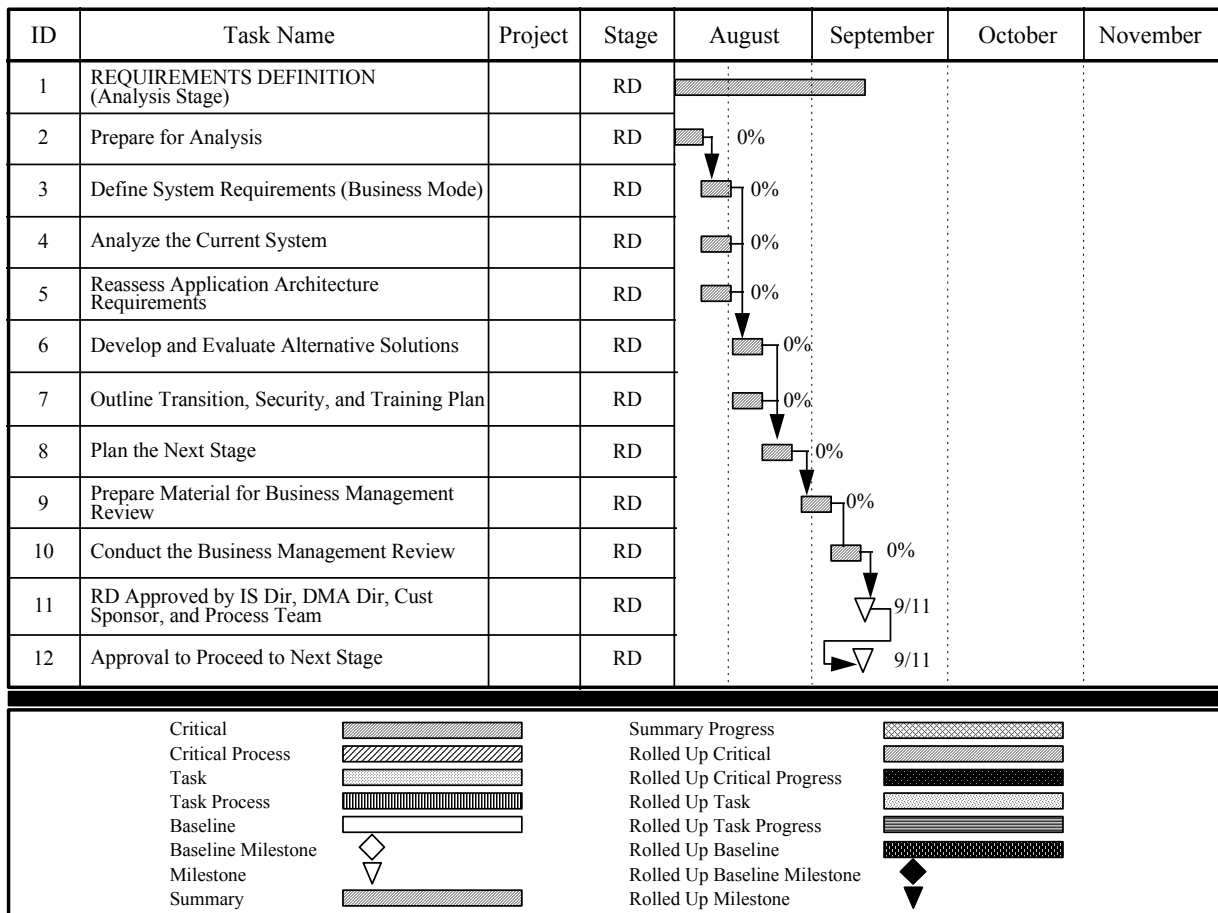 ID Task Name Project Stage August September October November
1 REQUIREMENTS DEFINITION
(Analysis Stage) RD
2 Prepare for Analysis RD 0%
3 Define System Requirements (Business Mode) RD 0%
4 Analyze the Current System RD 0%
5 Reassess Application Architecture
Requirements RD 0%
6 Develop and Evaluate Alternative Solutions RD 0%
7 Outline Transition, Security, and Training Plan RD 0%
8 Plan the Next Stage RD 0%
9 Prepare Material for Business Management
Review RD 0%
10 Conduct the Business Management Review RD 0%
11 RD Approved by IS Dir, DMA Dir, Cust
Sponsor, and Process Team RD 9/11
12 Approval to Proceed to Next Stage RD 9/11
Critical
Critical Process
Task
Task Process
Baseline
Baseline Milestone
Milestone
Summary
Summary Progress
Rolled Up Critical
Rolled Up Critical Progress
Rolled Up Task
Rolled Up Task Progress
Rolled Up Baseline
Rolled Up Baseline Milestone
Rolled Up Milestone